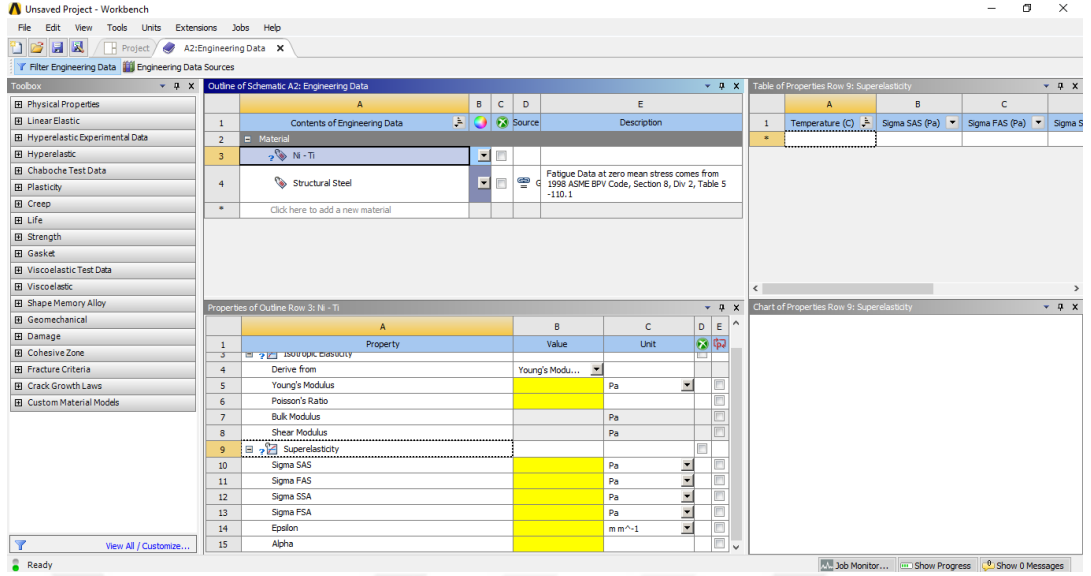 Unsaved Project - Workbench
File Edit View Tools Units Extensions Jobs Help
Project A2:Engineering Data
Filter Engineering Data Engineering Data Sources
Toolbox
Physical Properties
Linear Elastic
Hyperelastic Experimental Data
Hyperelastic
Chaboche Test Data
Plasticity
Creep
Life
Strength
Gasket
Viscoelastic Test Data
Viscoelastic
Shape Memory Alloy
Geomechanical
Damage
Cohesive Zone
Fracture Criteria
Crack Growth Laws
Custom Material Models
View All / Customize...
Outline of Schematic A2: Engineering Data
A B C D E
1 Contents of Engineering Data Source Description
2 Material
3 ? Ni - Ti
4 Structural Steel
Fatigue Data at zero mean stress comes from
1998 ASME BPV Code, Section 8, Div 2, Table 5
-110.1
* Click here to add a new material
Properties of Outline Row 3: Ni - Ti
A B C D E
1 Property Value Unit
3 ? Isotropic Elasticity
4 Derive from Young's Modu...
5 Young's Modulus Pa
6 Poisson's Ratio
7 Bulk Modulus Pa
8 Shear Modulus Pa
9 ? Superelasticity
10 Sigma SAS Pa
11 Sigma FAS Pa
12 Sigma SSA Pa
13 Sigma FSA Pa
14 Epsilon m m^-1
15 Alpha
Table of Properties Row 9: Superelasticity
A B C
1 Temperature (C) Sigma SAS (Pa) Sigma FAS (Pa) Sigma S
*
Chart of Properties Row 9: Superelasticity
Ready
Job Monitor... Show Progress Show 0 Messages